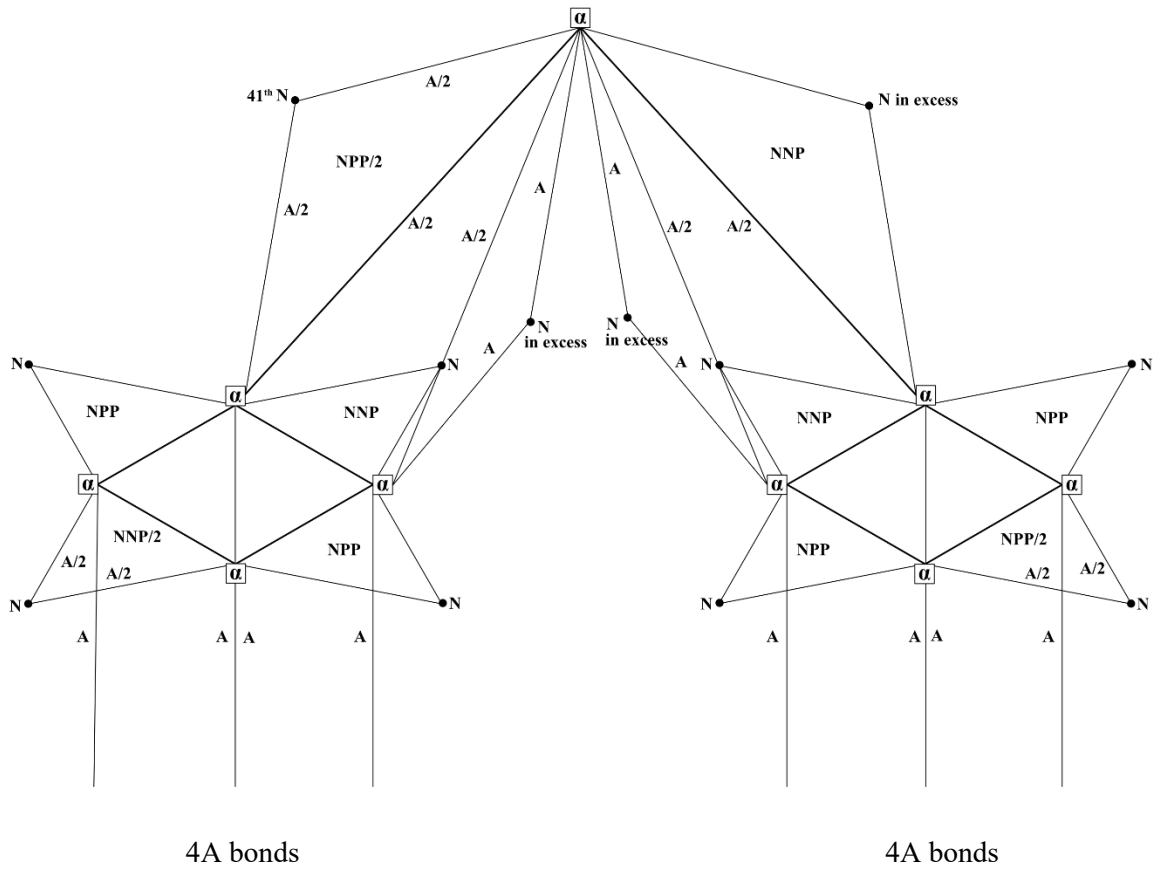 α
A/2
41th N
N in excess
NPP/2
NNP
A
A
A/2
A/2
A/2
A/2
A/2
N
in excess
N
in excess
A
A
N
N
N
N
α
α
NPP
NNP
NNP
NPP
α
α
α
α
NNP/2
NPP
NPP
NPP/2
A/2
A/2
A/2
A/2
α
α
N
N
N
N
A
A
A
A
A
A
A
A
4A bonds
4A bonds